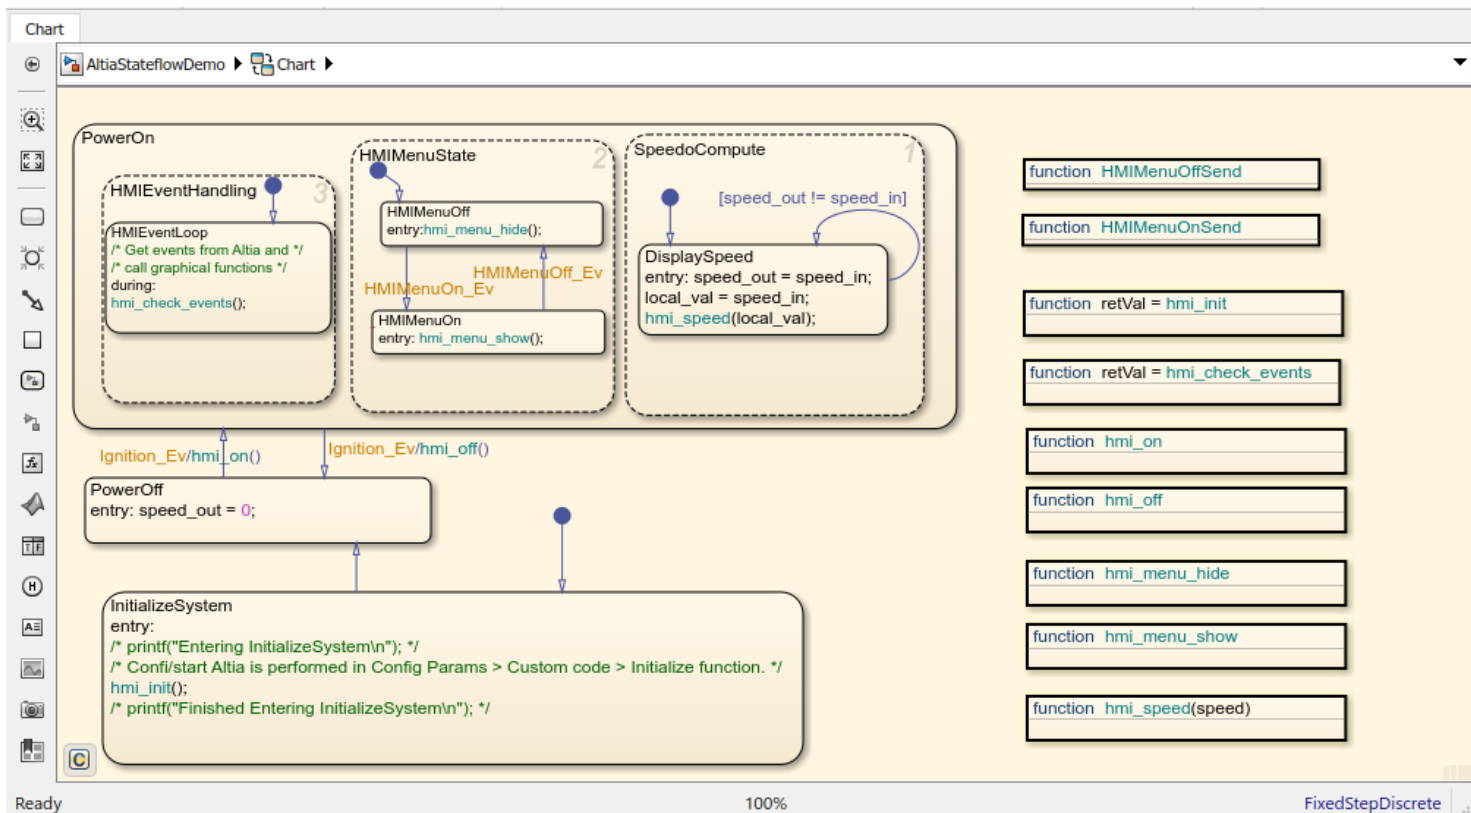 Chart
AltiaStateflowDemo Chart
PowerOn
HMIEventHandling
3
HMIEventLoop
/* Get events from Altia and */
/* call graphical functions */
during:
hmi_check_events();
HMIMenuState
2
HMIMenuOff
entry:hmi_menu_hide();
HMIMenuOff_Ev
HMIMenuOn_Ev
HMIMenuOn
entry: hmi_menu_show();
SpeedoCompute
1
[speed_out != speed_in]
DisplaySpeed
entry: speed_out = speed_in;
local_val = speed_in;
hmi_speed(local_val);
Ignition_Ev/hmi_on()
Ignition_Ev/hmi_off()
PowerOff
entry: speed_out = 0;
InitializeSystem
entry:
/* printf("Entering InitializeSystem\n"); */
/* Confi/start Altia is performed in Config Params > Custom code > Initialize function. */
hmi_init();
/* printf("Finished Entering InitializeSystem\n"); */
function HMIMenuOffSend
function HMIMenuOnSend
function retVal = hmi_init
function retVal = hmi_check_events
function hmi_on
function hmi_off
function hmi_menu_hide
function hmi_menu_show
function hmi_speed(speed)
fx
T F
H
A
C
Ready
100%
FixedStepDiscrete